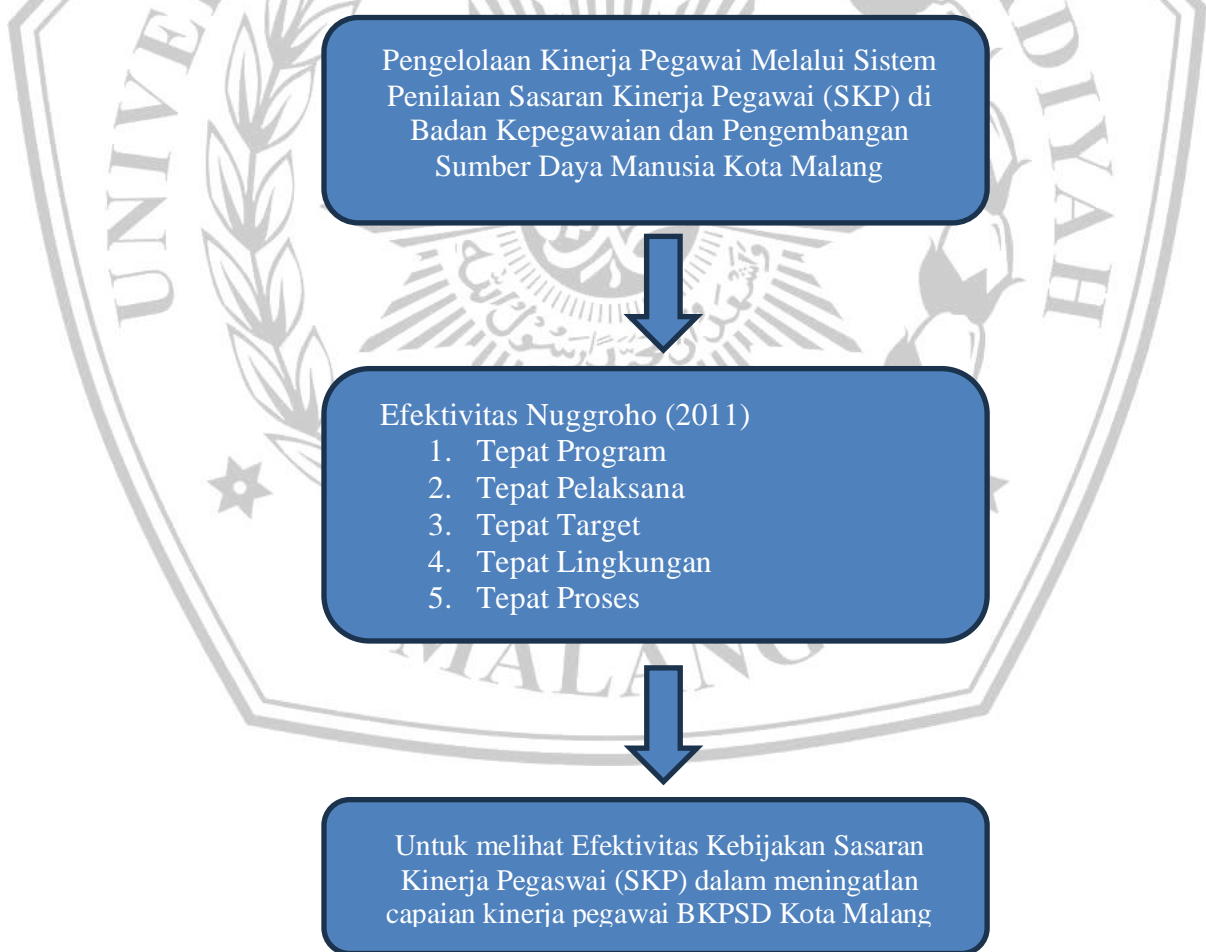 Pengelolaan Kinerja Pegawai Melalui Sistem
Penilaian Sasaran Kinerja Pegawai (SKP) di
Badan Kepegawaian dan Pengembangan
Sumber Daya Manusia Kota Malang
Efektivitas Nuggroho (2011)
1. Tepat Program
2. Tepat Pelaksana
3. Tepat Target
4. Tepat Lingkungan
5. Tepat Proses
MALANG
Untuk melihat Efektivitas Kebijakan Sasaran
Kinerja Pegaswai (SKP) dalam meningatlan
capaian kinerja pegawai BKPSD Kota Malang